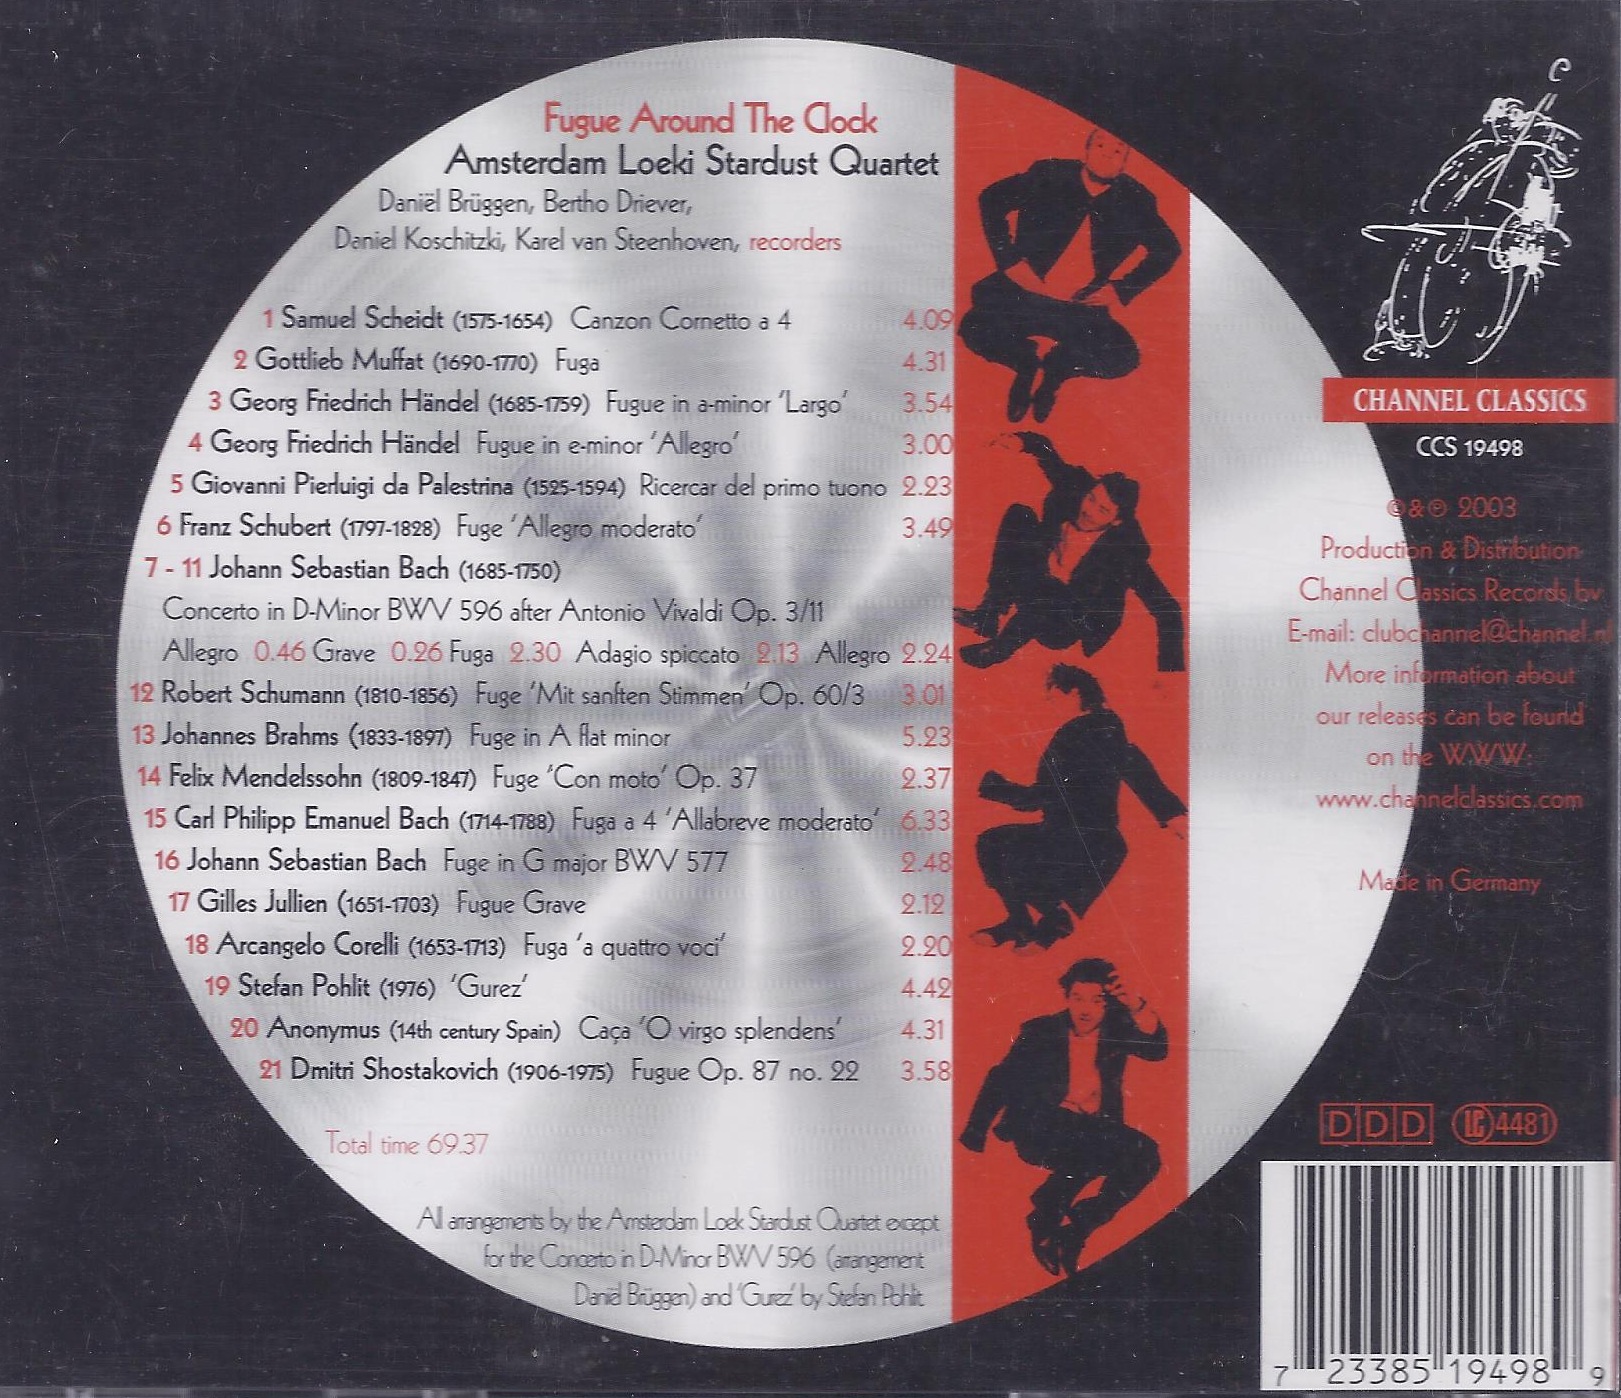 Fugue Around The Clock
Amsterdam Loeki Stardust Quartet
Daniël Brüggen, Bertho Driever,
Daniel Koschitzki, Karel van Steenhoven, recorders
1 Samuel Scheidt (1575-1654) Canzon Cornetto a 4 4.09
2 Gottlieb Muffat (1690-1770) Fuga 4.31
3 Georg Friedrich Händel (1685-1759) Fugue in a-minor 'Largo' 3.54
4 Georg Friedrich Händel Fugue in e-minor 'Allegro' 3.00
5 Giovanni Pierluigi da Palestrina (1525-1594) Ricercar del primo tuono 2.23
6 Franz Schubert (1797-1828) Fuge 'Allegro moderato' 3.49
7 - 11 Johann Sebastian Bach (1685-1750)
Concerto in D-Minor BWV 596 after Antonio Vivaldi Op. 3/11
Allegro 0.46 Grave 0.26 Fuga 2.30 Adagio spiccato 2.13 Allegro 2.24
12 Robert Schumann (1810-1856) Fuge 'Mit sanften Stimmen' Op. 60/3 3.01
13 Johannes Brahms (1833-1897) Fuge in A flat minor 5.23
14 Felix Mendelssohn (1809-1847) Fuge 'Con moto' Op. 37 2.37
15 Carl Philipp Emanuel Bach (1714-1788) Fuga a 4 'Allabreve moderato' 6.33
16 Johann Sebastian Bach Fuge in G major BWV 577 2.48
17 Gilles Jullien (1651-1703) Fugue Grave 2.12
18 Arcangelo Corelli (1653-1713) Fuga 'a quattro voci' 2.20
19 Stefan Pohlit (1976) 'Gurez' 4.42
20 Anonymus (14th century Spain) Caça 'O virgo splendens' 4.31
21 Dmitri Shostakovich (1906-1975) Fugue Op. 87 no. 22 3.58
Total time 69.37
All arrangements by the Amsterdam Loek Stardust Quartet except
for the Concerto in D-Minor BWV 596 (arrangement
Daniël Brüggen) and 'Gurez' by Stefan Pohlit
CHANNEL CLASSICS
CCS 19498
©&℗ 2003
Production & Distribution
Channel Classics Records bv
E-mail: clubchannel@channel.nl
More information about
our releases can be found
on the W.W.W:
www.channelclassics.com
Made in Germany
DDD LC 4481
7 23385 19498 9